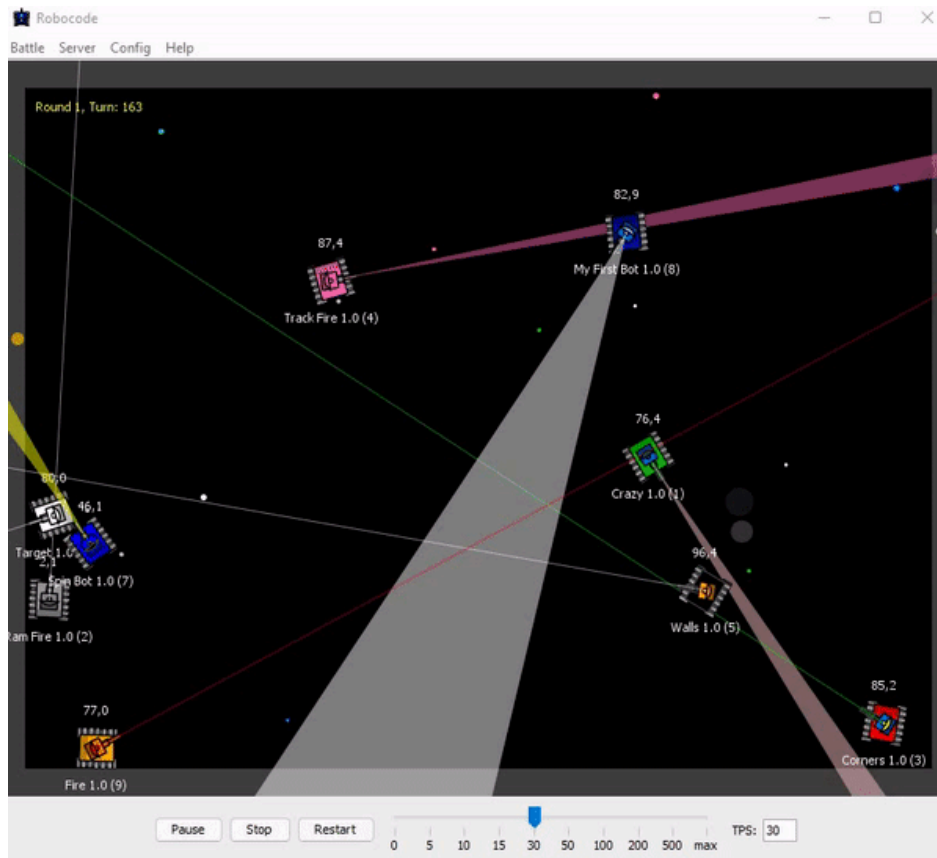 Robocode
Battle Server Config Help
Round 1, Turn: 163
82,9
87,4
My First Bot 1.0 (8)
Track Fire 1.0 (4)
76,4
80,0
Crazy 1.0 (1)
46,1
96,4
Target 1.0
2,1
Spin Bot 1.0 (7)
Walls 1.0 (5)
Ram Fire 1.0 (2)
85,2
77,0
Corners 1.0 (3)
Fire 1.0 (9)
Pause Stop Restart TPS: 30
0 5 10 15 30 50 100 200 500 max